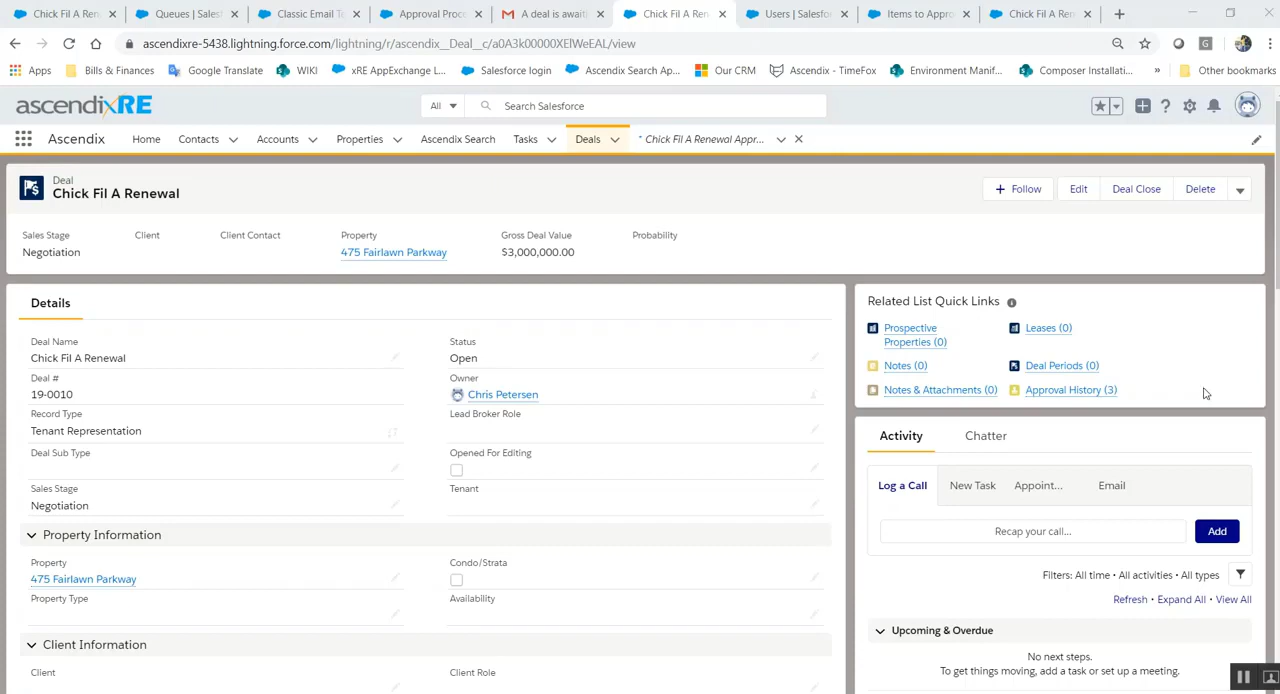 Chick Fil A Ren
Queues | Sales
Classic Email Te
Approval Proce
A deal is await
Chick Fil A Ren
Users | Salesfo
Items to Appro
Chick Fil A Ren
ascendixre-5438.lightning.force.com/lightning/r/ascendix__Deal__c/a0A3k00000XElWeEAL/view
Apps
Bills & Finances
Google Translate
WIKI
xRE AppExchange L...
Salesforce login
Ascendix Search Ap...
Our CRM
Ascendix - TimeFox
Environment Manif...
Composer Installati...
»
Other bookmarks
ascendixRE
All
Search Salesforce
Ascendix
Home
Contacts
Accounts
Properties
Ascendix Search
Tasks
Deals
* Chick Fil A Renewal Appr...
Deal
Chick Fil A Renewal
+ Follow
Edit
Deal Close
Delete
Sales Stage
Negotiation
Client
Client Contact
Property
475 Fairlawn Parkway
Gross Deal Value
$3,000,000.00
Probability
Details
Deal Name
Chick Fil A Renewal
Status
Open
Deal #
19-0010
Owner
Chris Petersen
Record Type
Tenant Representation
Lead Broker Role
Deal Sub Type
Opened For Editing
Sales Stage
Negotiation
Tenant
Property Information
Property
475 Fairlawn Parkway
Condo/Strata
Property Type
Availability
Client Information
Client
Client Role
Related List Quick Links
Prospective
Properties (0)
Leases (0)
Notes (0)
Deal Periods (0)
Notes & Attachments (0)
Approval History (3)
Activity
Chatter
Log a Call
New Task
Appoint...
Email
Recap your call...
Add
Filters: All time • All activities • All types
Refresh • Expand All • View All
Upcoming & Overdue
No next steps.
To get things moving, add a task or set up a meeting.